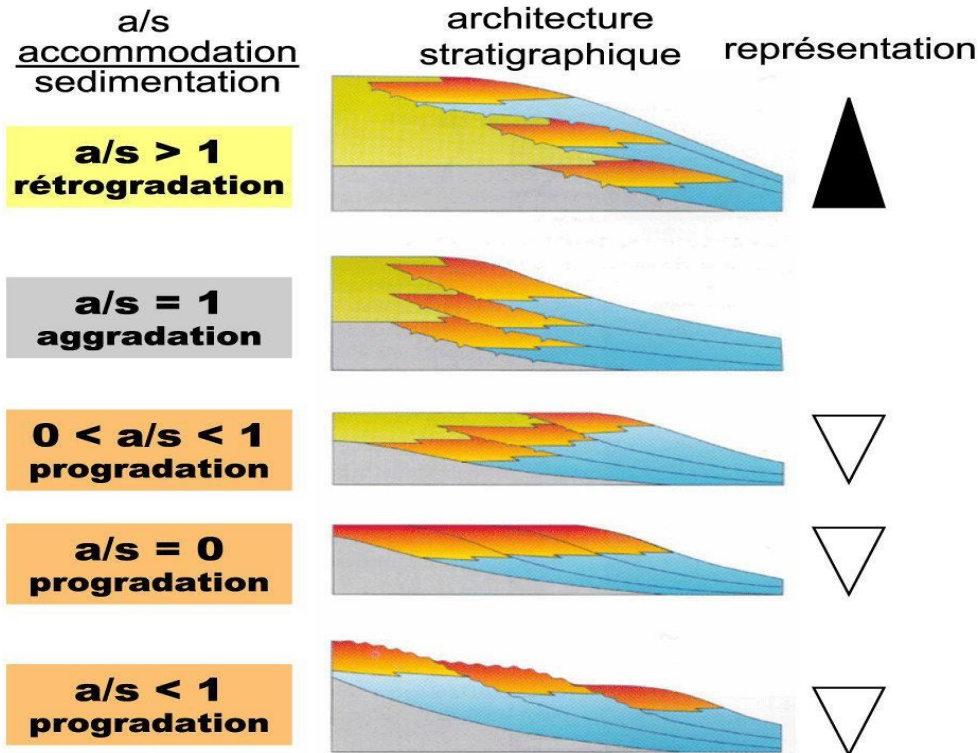 a/s
accommodation
sedimentation
architecture
stratigraphique
représentation
a/s > 1
rétrogradation
a/s = 1
aggradation
0 < a/s < 1
progradation
a/s = 0
progradation
a/s < 1
progradation